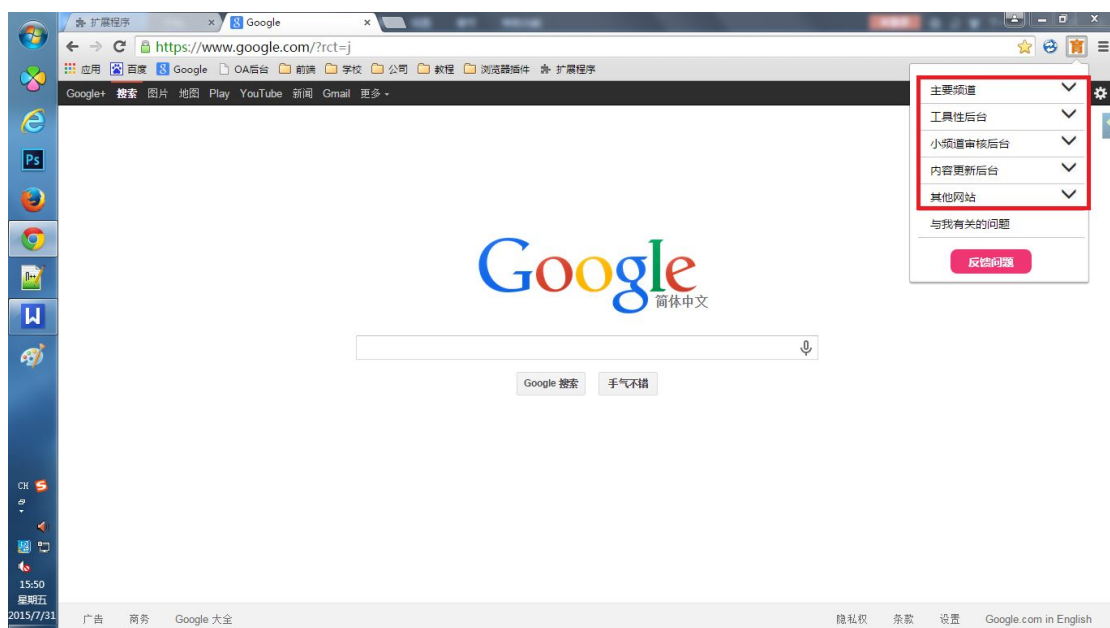 扩展程序 × Google ×
https://www.google.com/?rct=j
育
应用 百度 Google OA后台 前端 学校 公司 教程 浏览器插件 扩展程序
Google+ 搜索 图片 地图 Play YouTube 新闻 Gmail 更多
主要频道
工具性后台
小频道审核后台
内容更新后台
其他网站
与我有关的问题
反馈问题
Ps
Google
简体中文
Google 搜索 手气不错
CH
15:50
星期五
2015/7/31
广告 商务 Google 大全 隐私权 条款 设置 Google.com in English